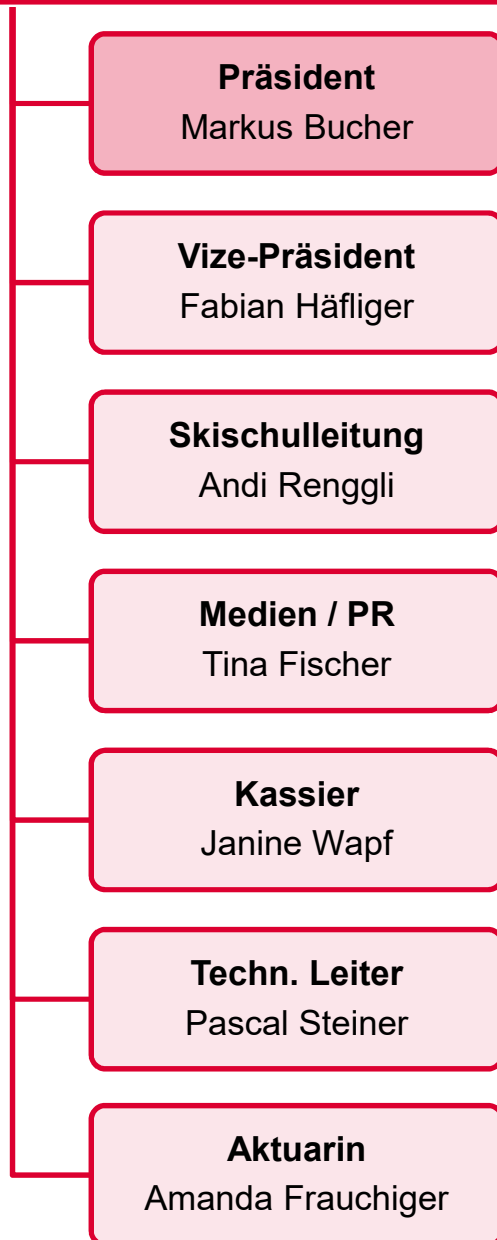 Präsident
Markus Bucher
Vize-Präsident
Fabian Häfliger
Skischulleitung
Andi Renggli
Medien / PR
Tina Fischer
Kassier
Janine Wapf
Techn. Leiter
Pascal Steiner
Aktuarin
Amanda Frauchiger